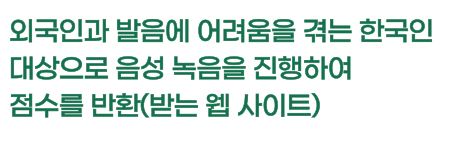 외국인과 발음에 어려움을 겪는 한국인
대상으로 음성 녹음을 진행하여
점수를 반환(받는 웹 사이트)